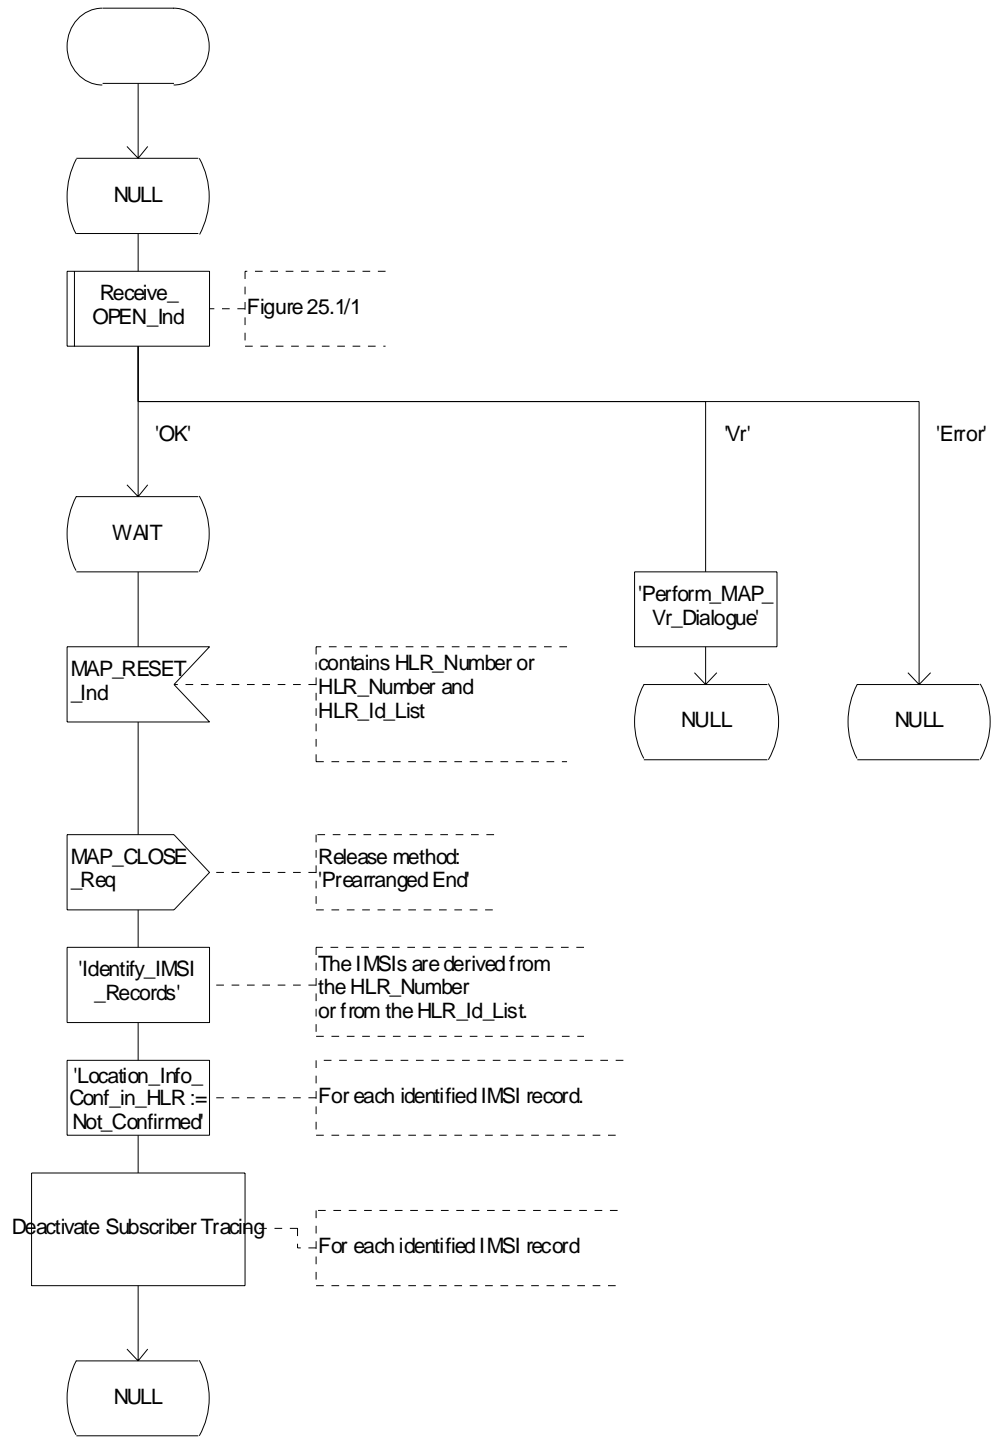 NULL
Receive_
OPEN_Ind
Figure 25.1/1
'OK'
'Vr'
'Error'
WAIT
'Perform_MAP_
Vr_Dialogue'
MAP_RESET
_Ind
contains HLR_Number or
HLR_Number and
HLR_Id_List
NULL
NULL
MAP_CLOSE
_Req
Release method:
'Prearranged End'
'Identify_IMSI
_Records'
The IMSIs are derived from
the HLR_Number
or from the HLR_Id_List.
'Location_Info_
Conf_in_HLR :=
Not_Confirmed'
For each identified IMSI record.
Deactivate Subscriber Tracing
For each identified IMSI record
NULL